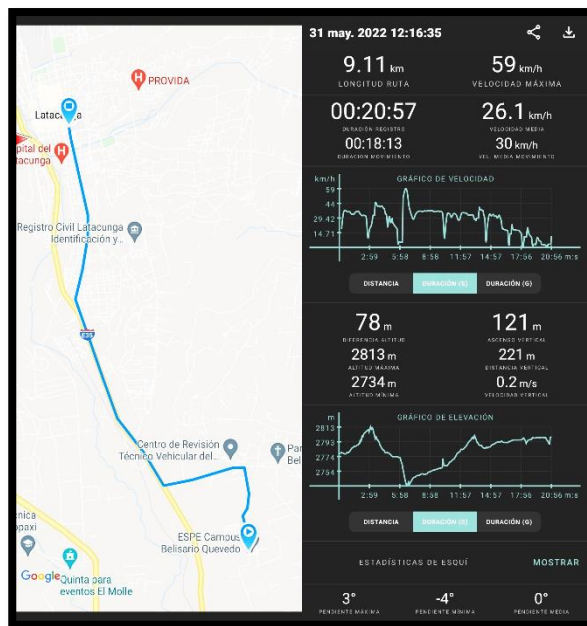 PROVIDA
Latacunga
pital del
tacunga
Registro Civil Latacunga
Identificación y...
E35
Centro de Revisión
Técnico Vehicular del...
Par
Bel
cnica
opaxi
ESPE Campus
Belisario Quevedo
Google
Quinta para
eventos El Molle
31 may. 2022 12:16:35
9.11 km
LONGITUD RUTA
59 km/h
VELOCIDAD MÁXIMA
00:20:57
DURACIÓN REGISTRO
26.1 km/h
VELOCIDAD MEDIA
00:18:13
DURACIÓN MOVIMIENTO
30 km/h
VEL. MEDIA MOVIMIENTO
GRÁFICO DE VELOCIDAD
km/h
59
44
29.42
14.71
2:59 5:58 8:58 11:57 14:57 17:56 20:56 m:s
DISTANCIA DURACIÓN (S) DURACIÓN (G)
78 m
DIFERENCIA ALTITUD
121 m
ASCENSO VERTICAL
2813 m
ALTITUD MÁXIMA
221 m
DISTANCIA VERTICAL
2734 m
ALTITUD MÍNIMA
0.2 m/s
VELOCIDAD VERTICAL
GRÁFICO DE ELEVACIÓN
m
2813
2793
2774
2754
2:59 5:58 8:58 11:57 14:57 17:56 20:56 m:s
DISTANCIA DURACIÓN (S) DURACIÓN (G)
ESTADÍSTICAS DE ESQUÍ MOSTRAR
3°
PENDIENTE MÁXIMA
-4°
PENDIENTE MÍNIMA
0°
PENDIENTE MEDIA